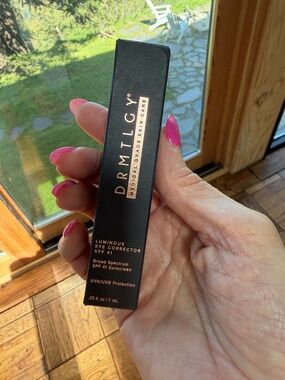 DRMTLGY®
MEDICAL GRADE SKIN CARE
LUMINOUS
EYE CORRECTOR
SPF 41
Broad Spectrum
SPF 41 Sunscreen
UVA/UVB Protection
.25 fl oz / 7 mL